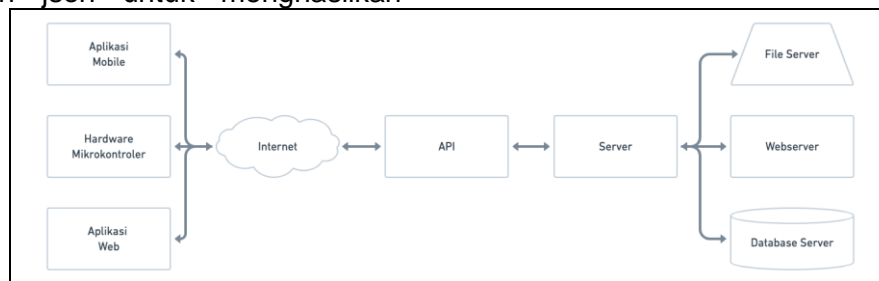 json untuk menghasilkan
Aplikasi
Mobile
File Server
Hardware
Mikrokontroler
Internet
API
Server
Webserver
Aplikasi
Web
Database Server